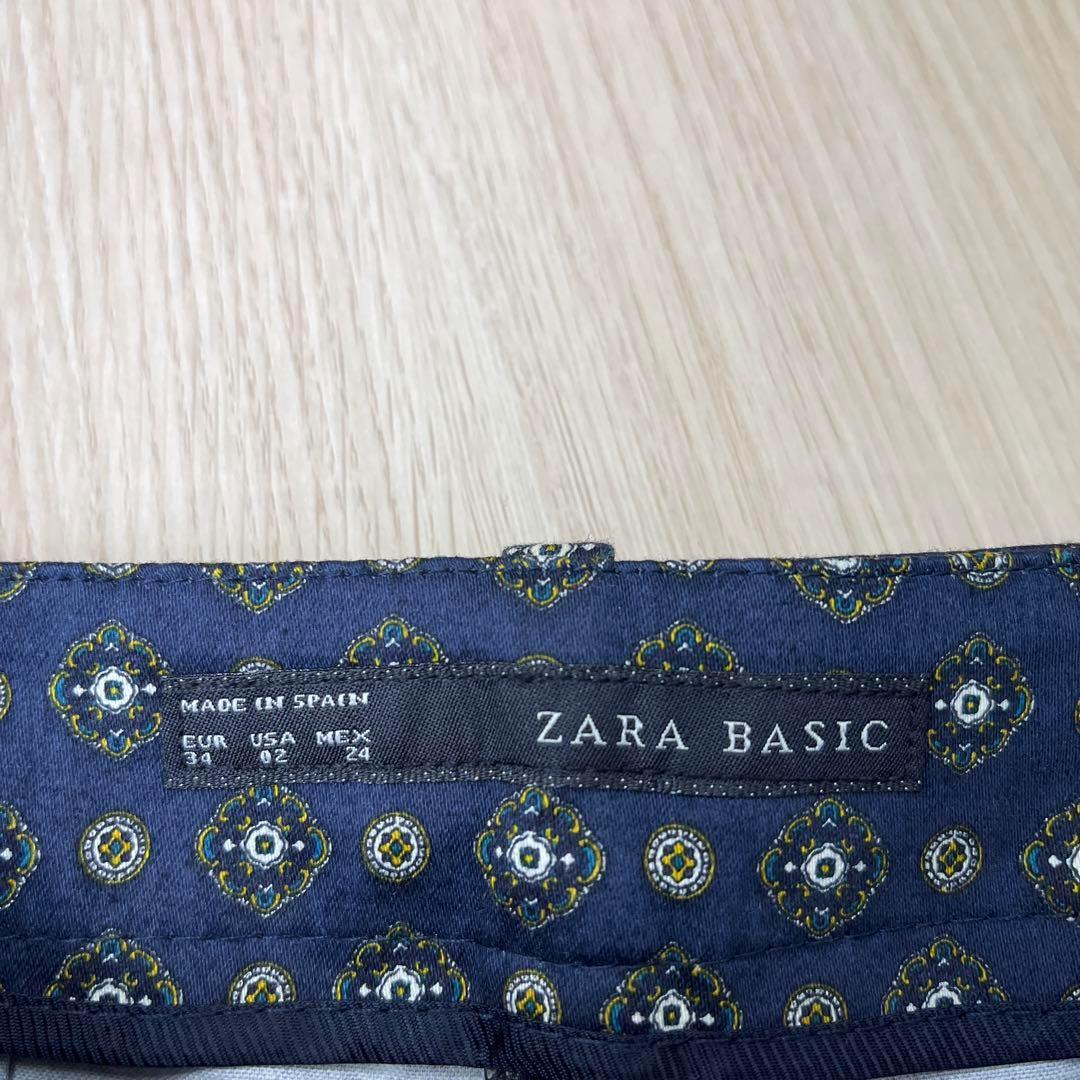 MADE IN SPAIN
EUR USA MEX
34 02 24
ZARA BASIC